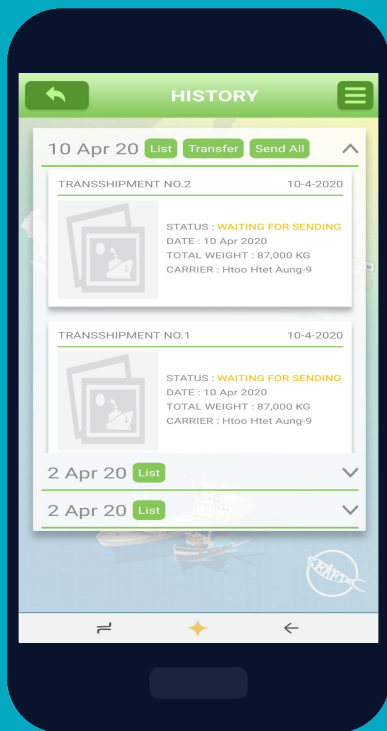 HISTORY
10 Apr 20 List Transfer Send All
TRANSSHIPMENT NO.2 10-4-2020
STATUS : WAITING FOR SENDING
DATE : 10 Apr 2020
TOTAL WEIGHT : 87,000 KG
CARRIER : Htoo Htet Aung-9
TRANSSHIPMENT NO.1 10-4-2020
STATUS : WAITING FOR SENDING
DATE : 10 Apr 2020
TOTAL WEIGHT : 87,000 KG
CARRIER : Htoo Htet Aung-9
2 Apr 20 List
2 Apr 20 List